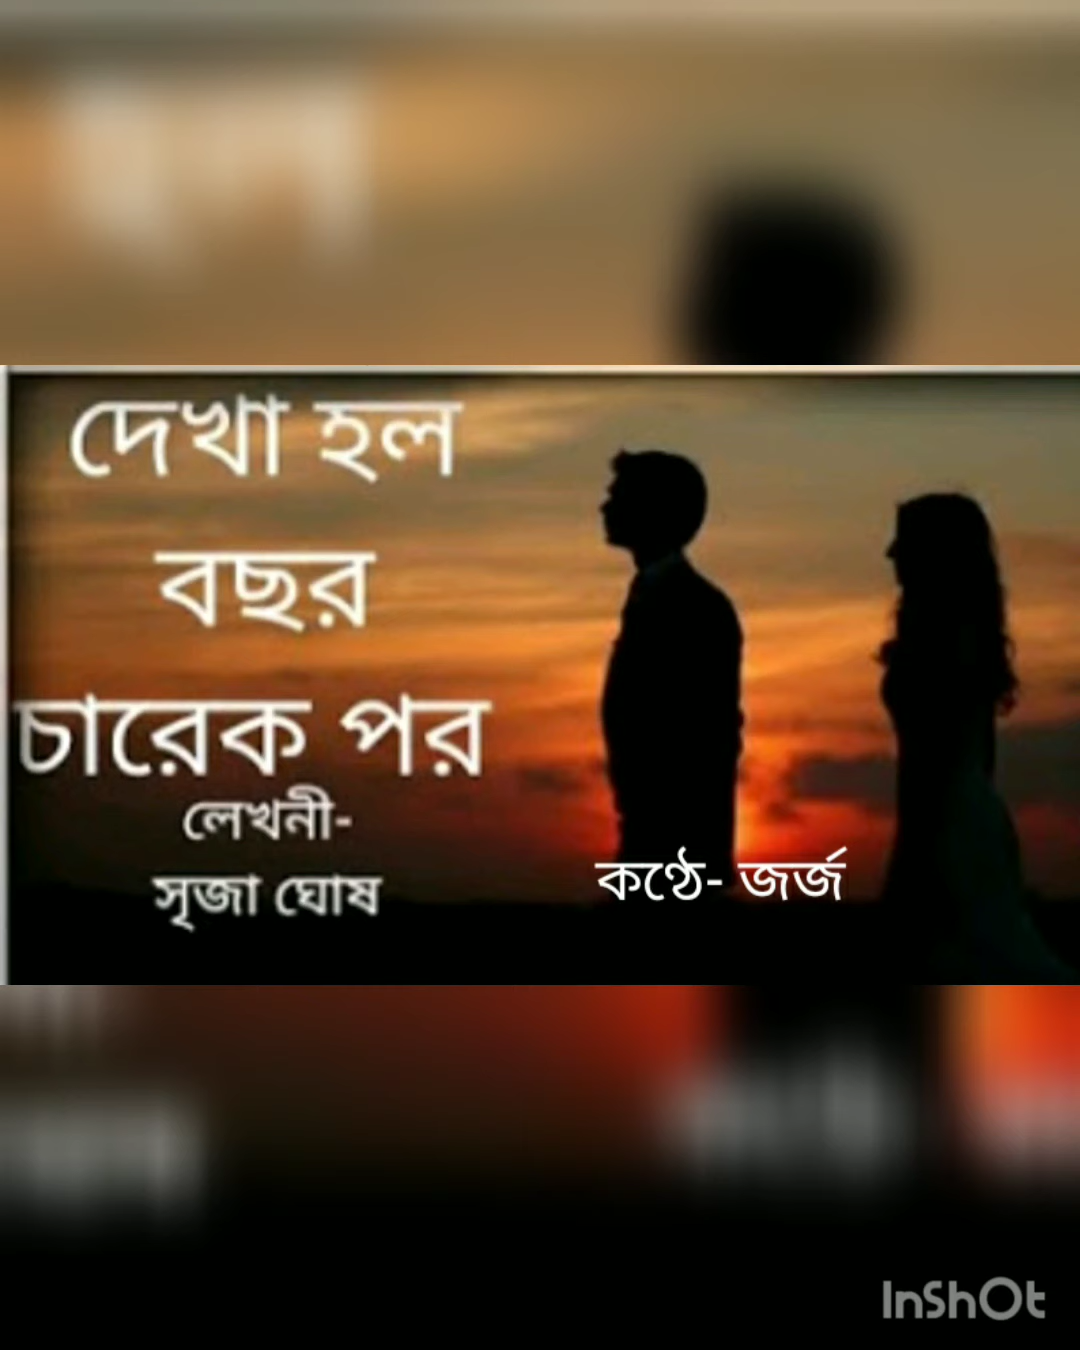 দেখা হল
বছর
চারেক পর
লেখনী-
সৃজা ঘোষ
কণ্ঠে- জর্জ
InShOt